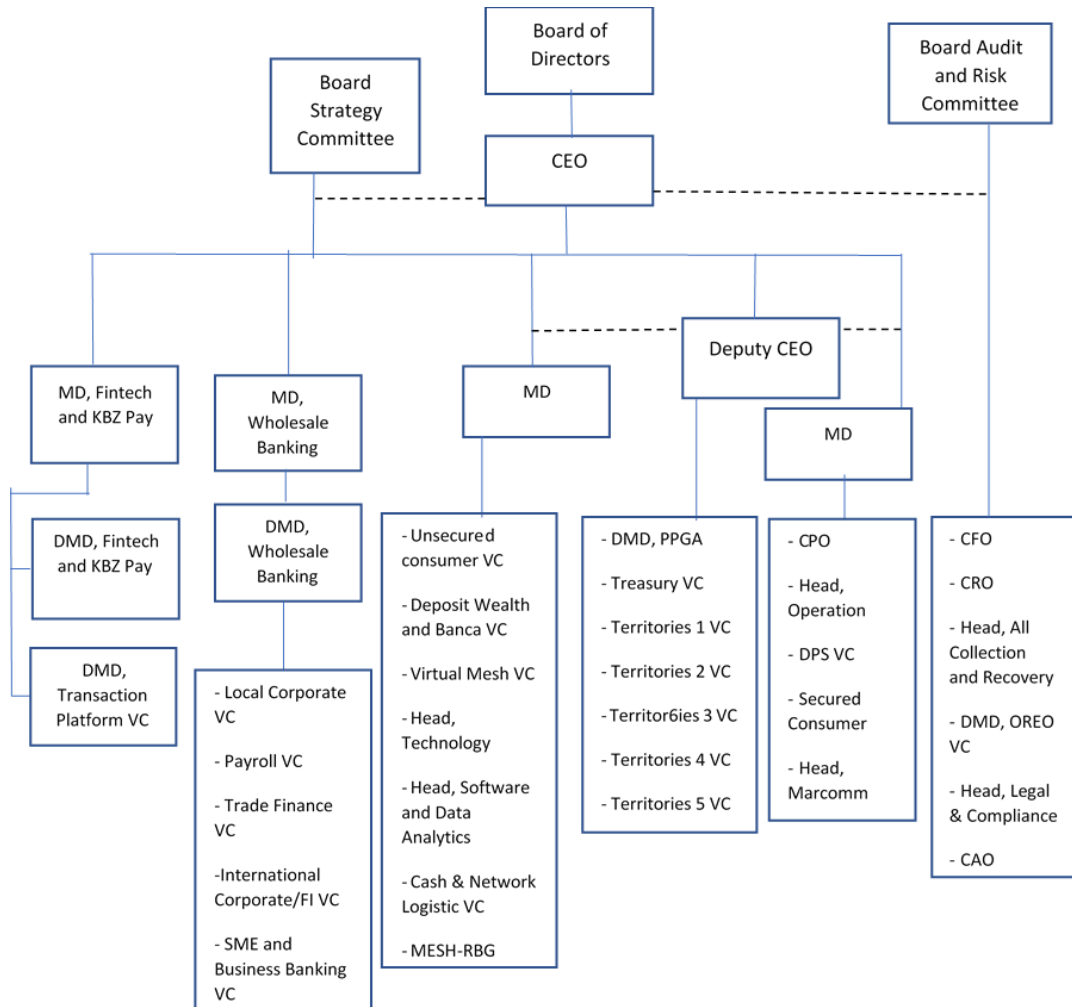 Board of
Directors
Board
Strategy
Committee
Board Audit
and Risk
Committee
CEO
Deputy CEO
MD, Fintech
and KBZ Pay
MD,
Wholesale
Banking
MD
MD
DMD, Fintech
and KBZ Pay
DMD,
Transaction
Platform VC
DMD,
Wholesale
Banking
- Local Corporate
VC
- Payroll VC
- Trade Finance
VC
-International
Corporate/FI VC
- SME and
Business Banking
VC
- Unsecured
consumer VC
- Deposit Wealth
and Banca VC
- Virtual Mesh VC
- Head,
Technology
- Head, Software
and Data
Analytics
- Cash & Network
Logistic VC
- MESH-RBG
- DMD, PPGA
- Treasury VC
- Territories 1 VC
- Territories 2 VC
- Territor6ies 3 VC
- Territories 4 VC
- Territories 5 VC
- CPO
- Head,
Operation
- DPS VC
- Secured
Consumer
- Head,
Marcomm
- CFO
- CRO
- Head, All
Collection
and Recovery
- DMD, OREO
VC
- Head, Legal
& Compliance
- CAO